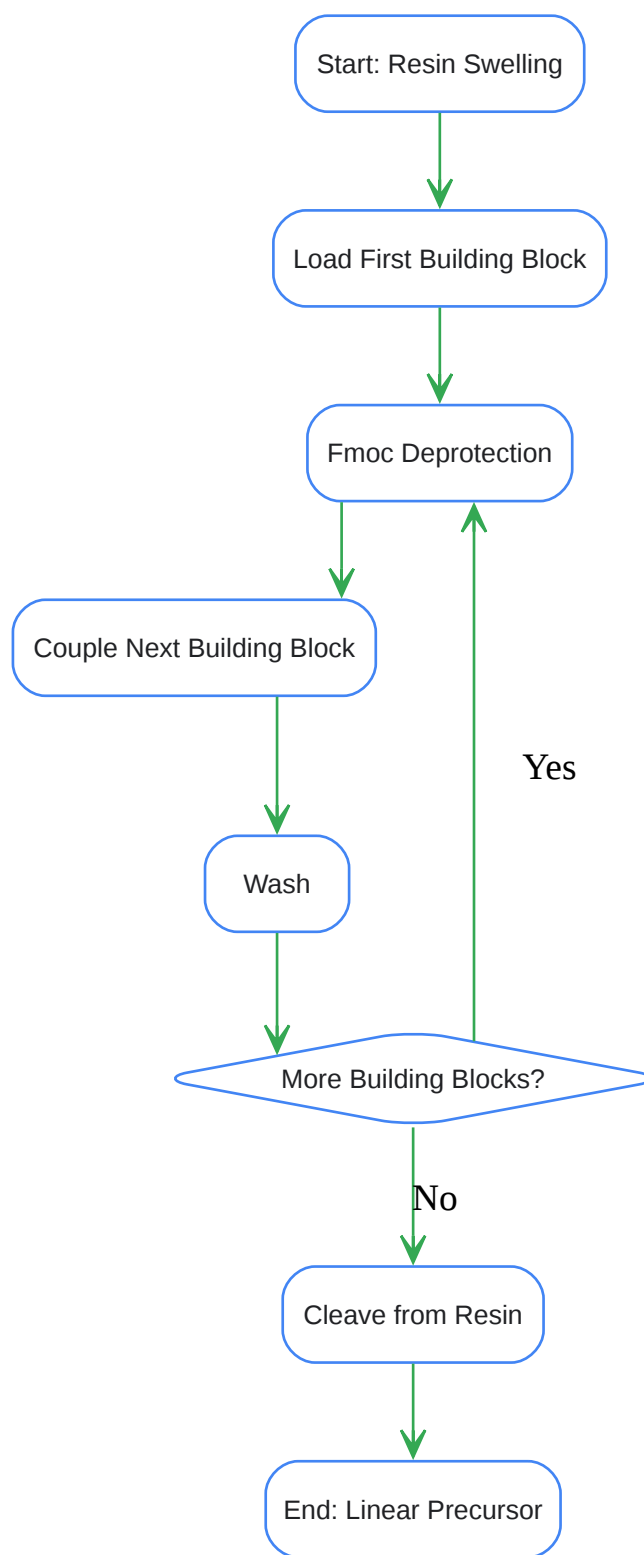 Start: Resin Swelling
Load First Building Block
Fmoc Deprotection
Couple Next Building Block
Yes
Wash
More Building Blocks?
No
Cleave from Resin
End: Linear Precursor